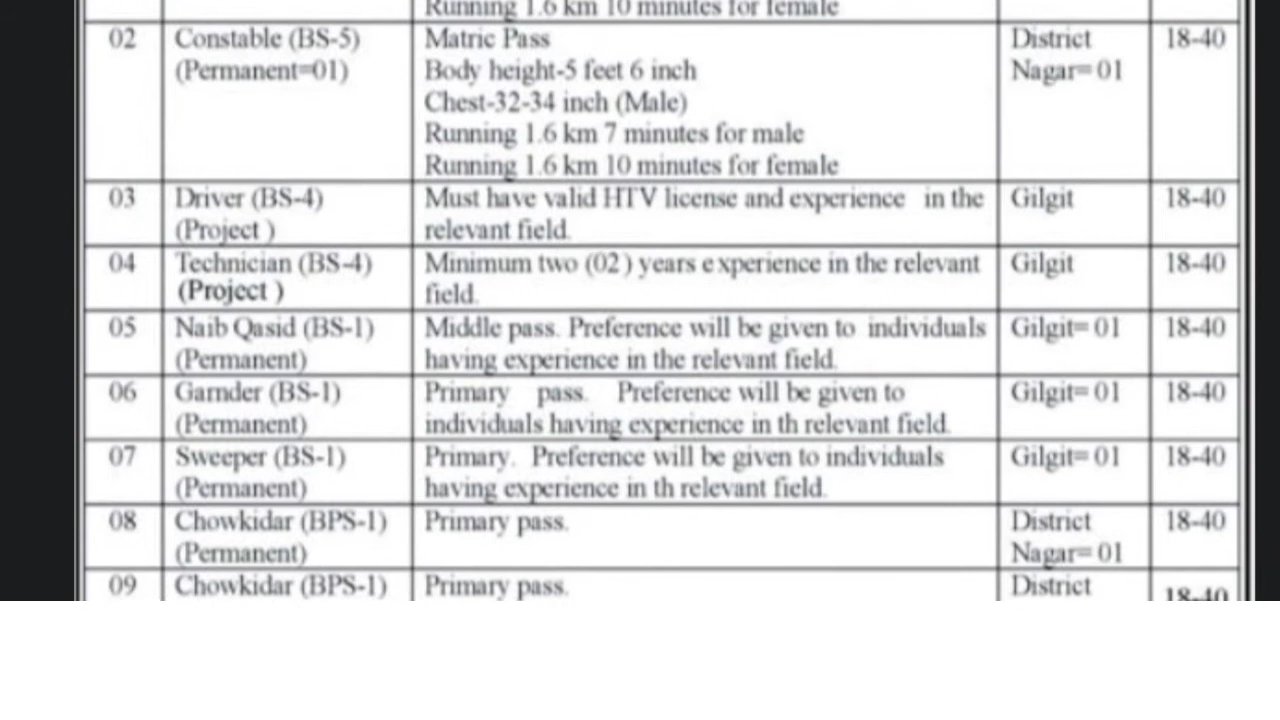 Running 1.6 km 10 minutes for female
02 Constable (BS-5) Matric Pass District 18-40
(Permanent=01) Body height-5 feet 6 inch Nagar= 01
Chest-32-34 inch (Male)
Running 1.6 km 7 minutes for male
Running 1.6 km 10 minutes for female
03 Driver (BS-4) Must have valid HTV license and experience in the Gilgit 18-40
(Project ) relevant field.
04 Technician (BS-4) Minimum two (02 ) years e xperience in the relevant Gilgit 18-40
(Project ) field.
05 Naib Qasid (BS-1) Middle pass. Preference will be given to individuals Gilgit= 01 18-40
(Permanent) having experience in the relevant field.
06 Garnder (BS-1) Primary pass. Preference will be given to Gilgit= 01 18-40
(Permanent) individuals having experience in th relevant field.
07 Sweeper (BS-1) Primary. Preference will be given to individuals Gilgit= 01 18-40
(Permanent) having experience in th relevant field.
08 Chowkidar (BPS-1) Primary pass. District 18-40
(Permanent) Nagar= 01
09 Chowkidar (BPS-1) Primary pass. District 18-40